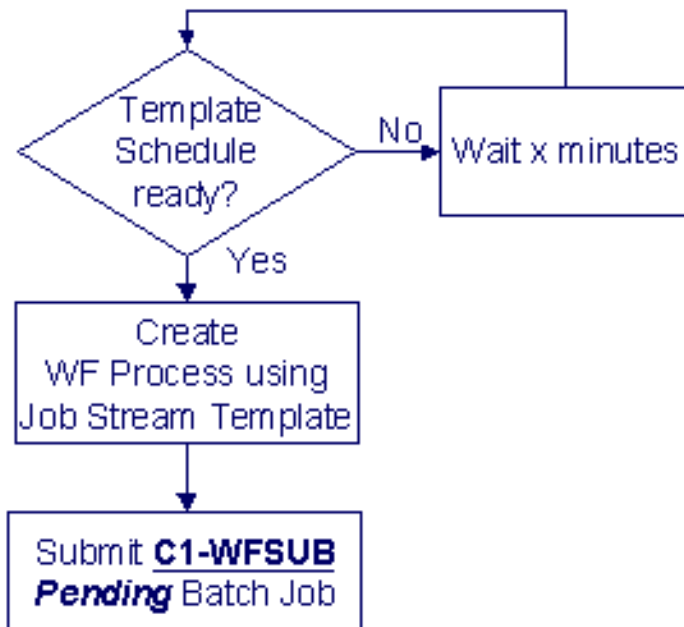 Template
Schedule
ready?
No
Wait x minutes
Yes
Create
WF Process using
Job Stream Template
Submit C1-WFSUB
Pending Batch Job